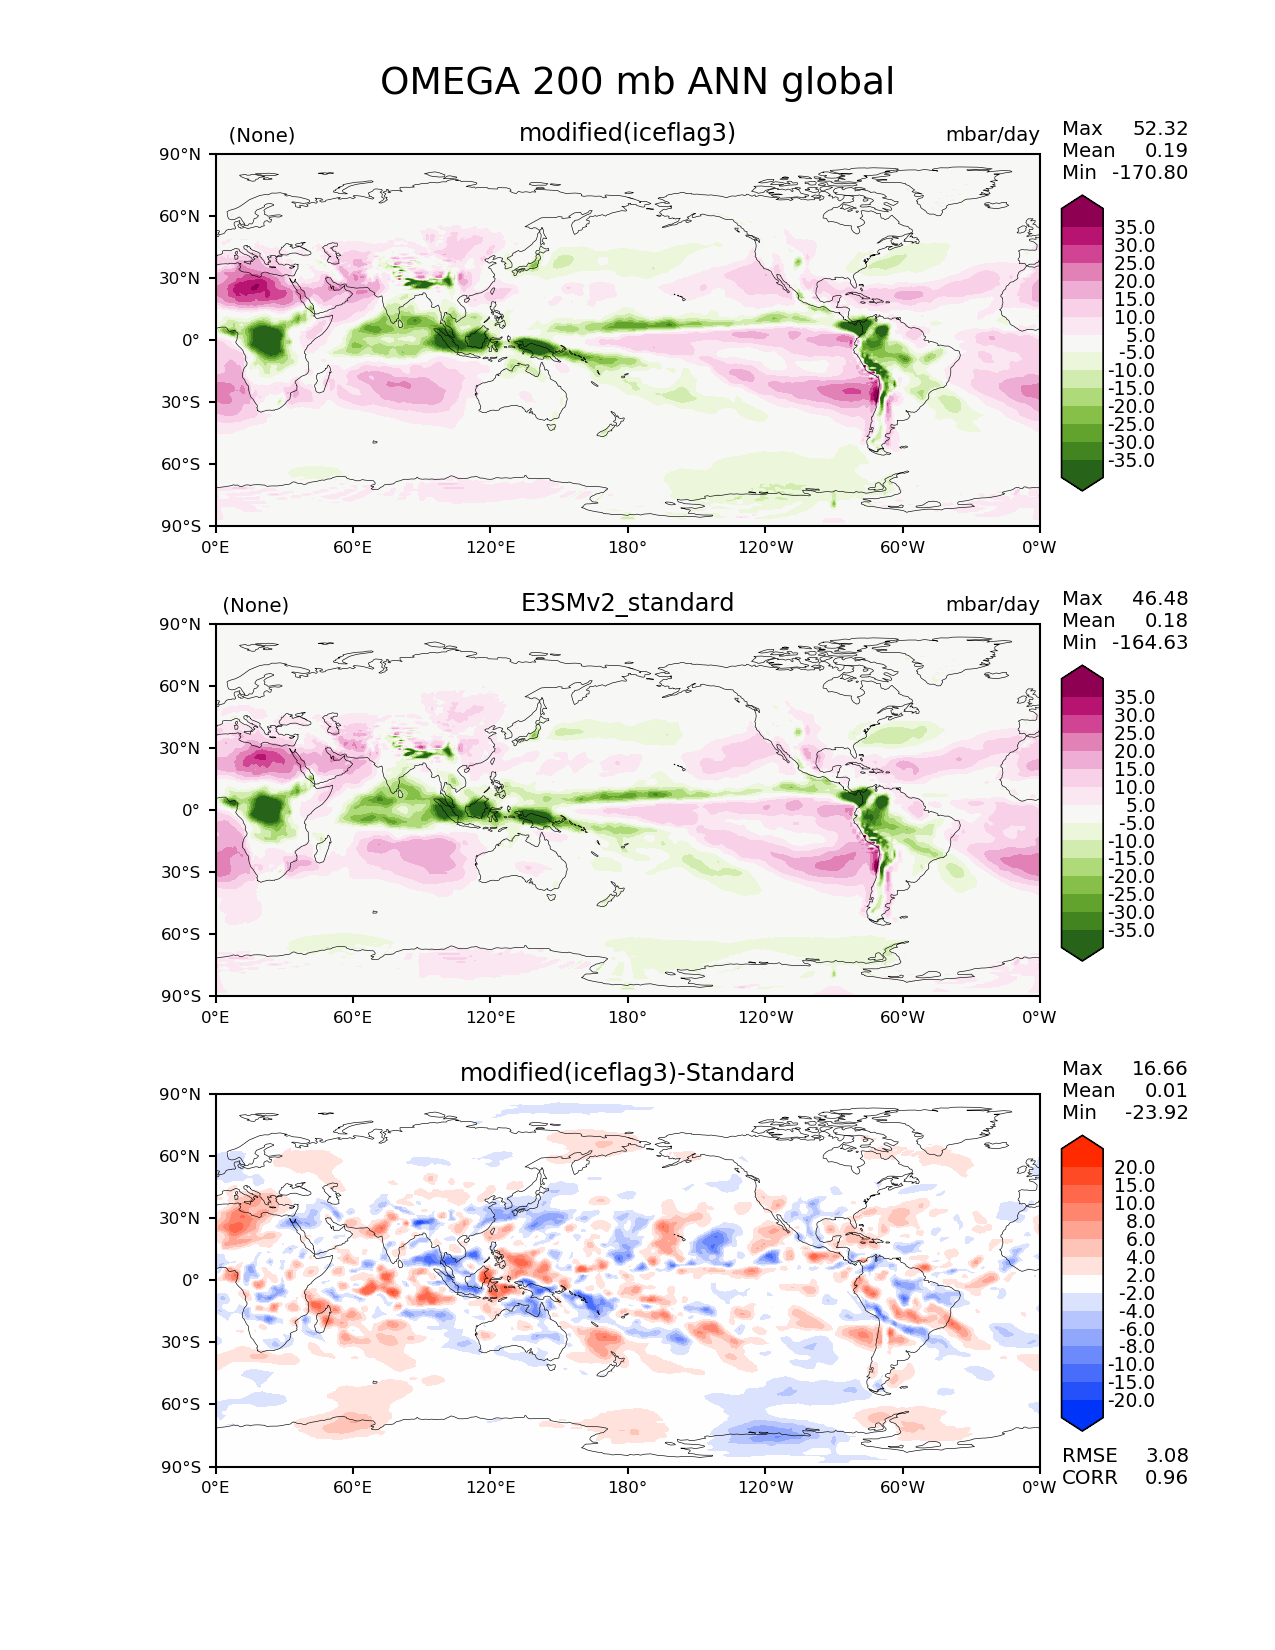 OMEGA 200 mb ANN global
(None) modified(iceflag3) mbar/day
Max 52.32
Mean 0.19
Min -170.80
90°N
60°N
30°N
0°
30°S
60°S
90°S
0°E 60°E 120°E 180° 120°W 60°W 0°W
35.0
30.0
25.0
20.0
15.0
10.0
5.0
-5.0
-10.0
-15.0
-20.0
-25.0
-30.0
-35.0
(None) E3SMv2_standard mbar/day
Max 46.48
Mean 0.18
Min -164.63
90°N
60°N
30°N
0°
30°S
60°S
90°S
0°E 60°E 120°E 180° 120°W 60°W 0°W
35.0
30.0
25.0
20.0
15.0
10.0
5.0
-5.0
-10.0
-15.0
-20.0
-25.0
-30.0
-35.0
modified(iceflag3)-Standard
Max 16.66
Mean 0.01
Min -23.92
90°N
60°N
30°N
0°
30°S
60°S
90°S
0°E 60°E 120°E 180° 120°W 60°W 0°W
20.0
15.0
10.0
8.0
6.0
4.0
2.0
-2.0
-4.0
-6.0
-8.0
-10.0
-15.0
-20.0
RMSE 3.08
CORR 0.96